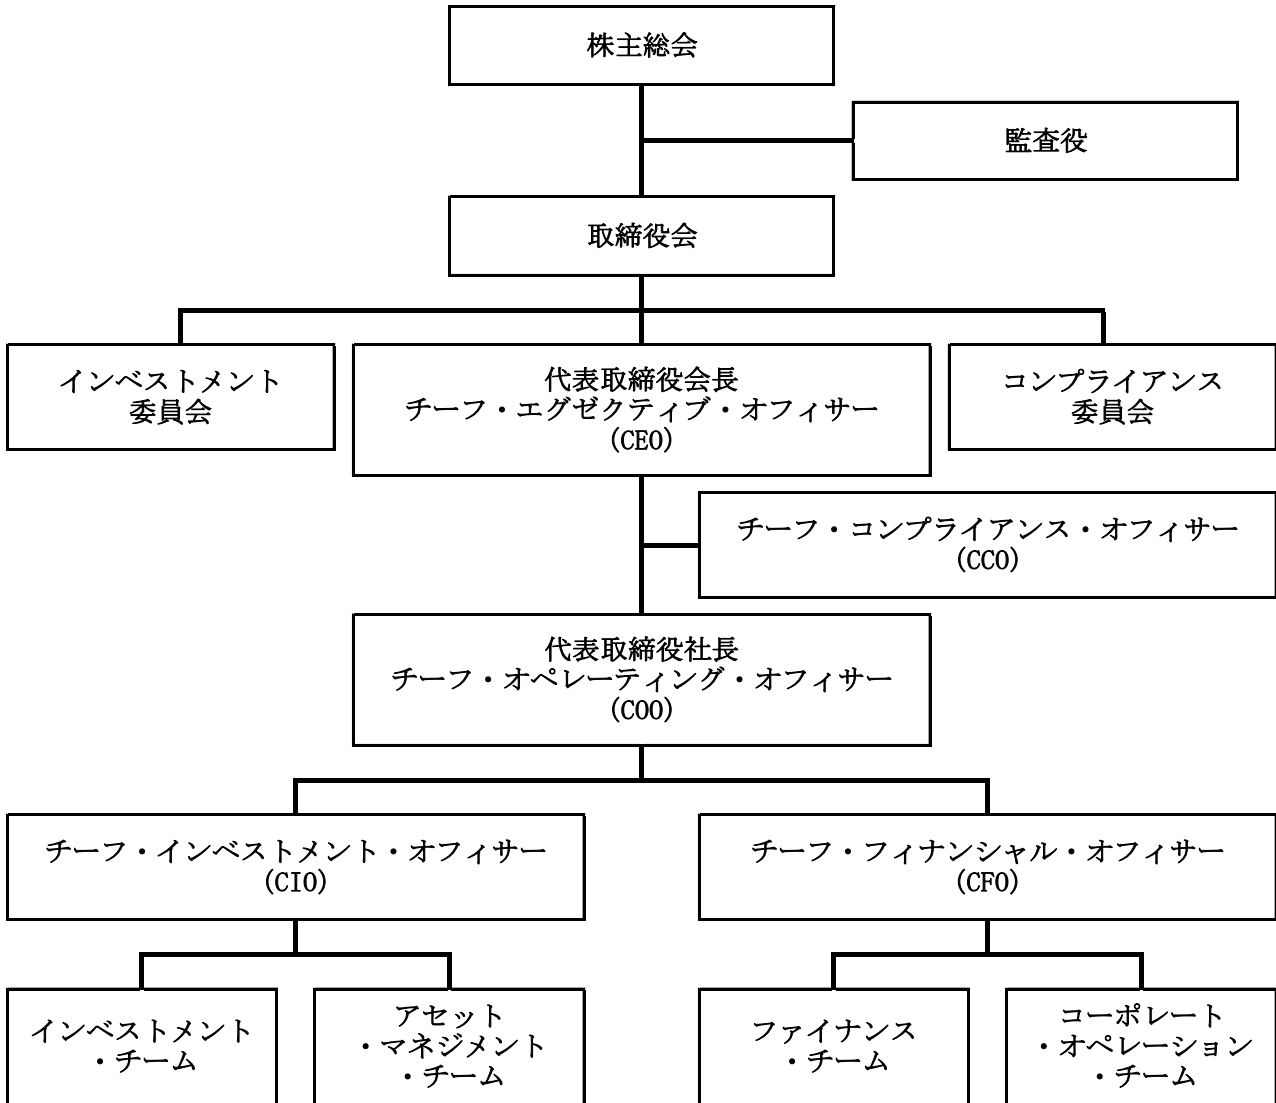 株主総会
監査役
取締役会
インベストメント
委員会
代表取締役会長
チーフ・エグゼクティブ・オフィサー
(CEO)
コンプライアンス
委員会
チーフ・コンプライアンス・オフィサー
(CCO)
代表取締役社長
チーフ・オペレーティング・オフィサー
(COO)
チーフ・インベストメント・オフィサー
(CIO)
チーフ・フィナンシャル・オフィサー
(CFO)
インベストメント
・チーム
アセット
・マネジメント
・チーム
ファイナンス
・チーム
コーポレート
・オペレーション
・チーム